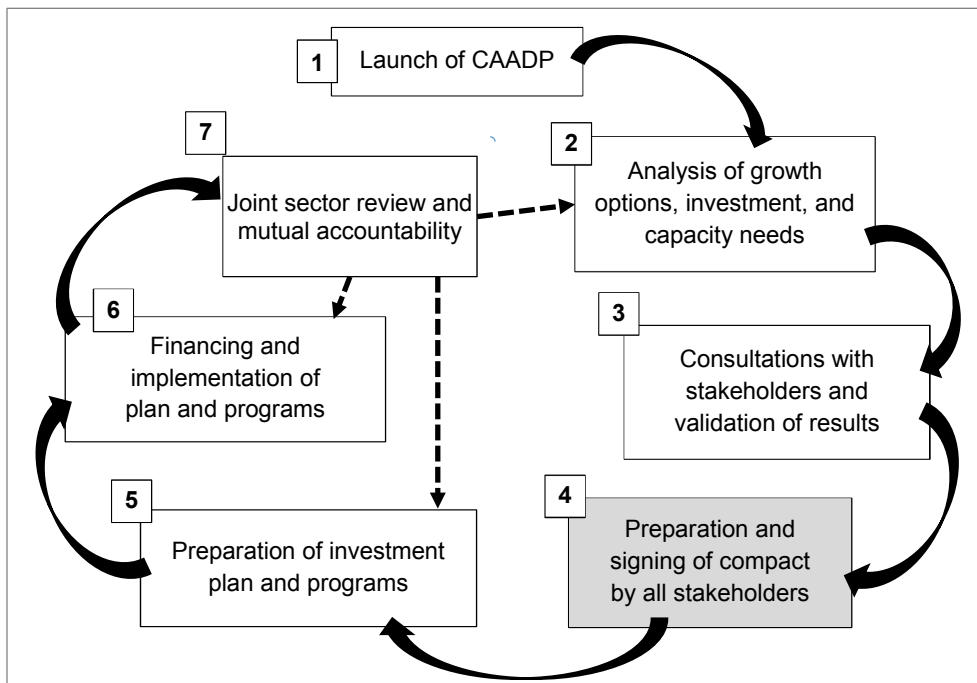 1
Launch of CAADP
2
Analysis of growth
options, investment, and
capacity needs
3
Consultations with
stakeholders and
validation of results
4
Preparation and
signing of compact
by all stakeholders
5
Preparation of investment
plan and programs
6
Financing and
implementation of
plan and programs
7
Joint sector review and
mutual accountability